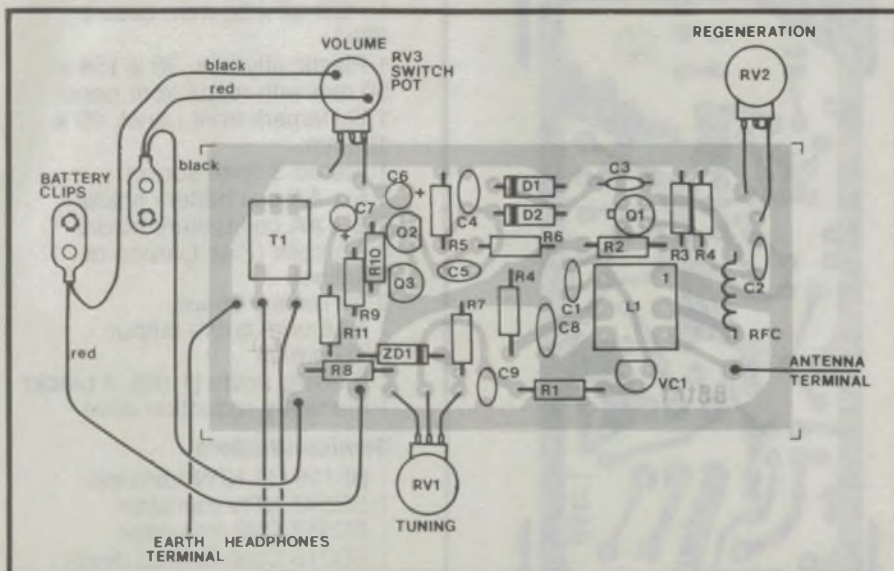 VOLUME
RV3
SWITCH
POT
REGENERATION
RV2
black
red
black
BATTERY
CLIPS
T1
C7
C6
Q2
Q3
R10
R9
R11
R5
C4
C5
D1
D2
R6
C3
Q1
R2
R3
R4
C2
C1
L1
1
RFC
C8
R4
R7
ZD1
R8
C9
R1
VC1
ANTENNA
TERMINAL
red
RV1
TUNING
EARTH HEADPHONES
TERMINAL